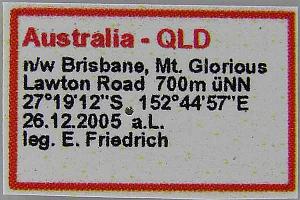 Australia - QLD
n/w Brisbane, Mt. Glorious
Lawton Road 700m üNN
27°19'12"S 152°44'57"E
26.12.2005 a.L.
leg. E. Friedrich